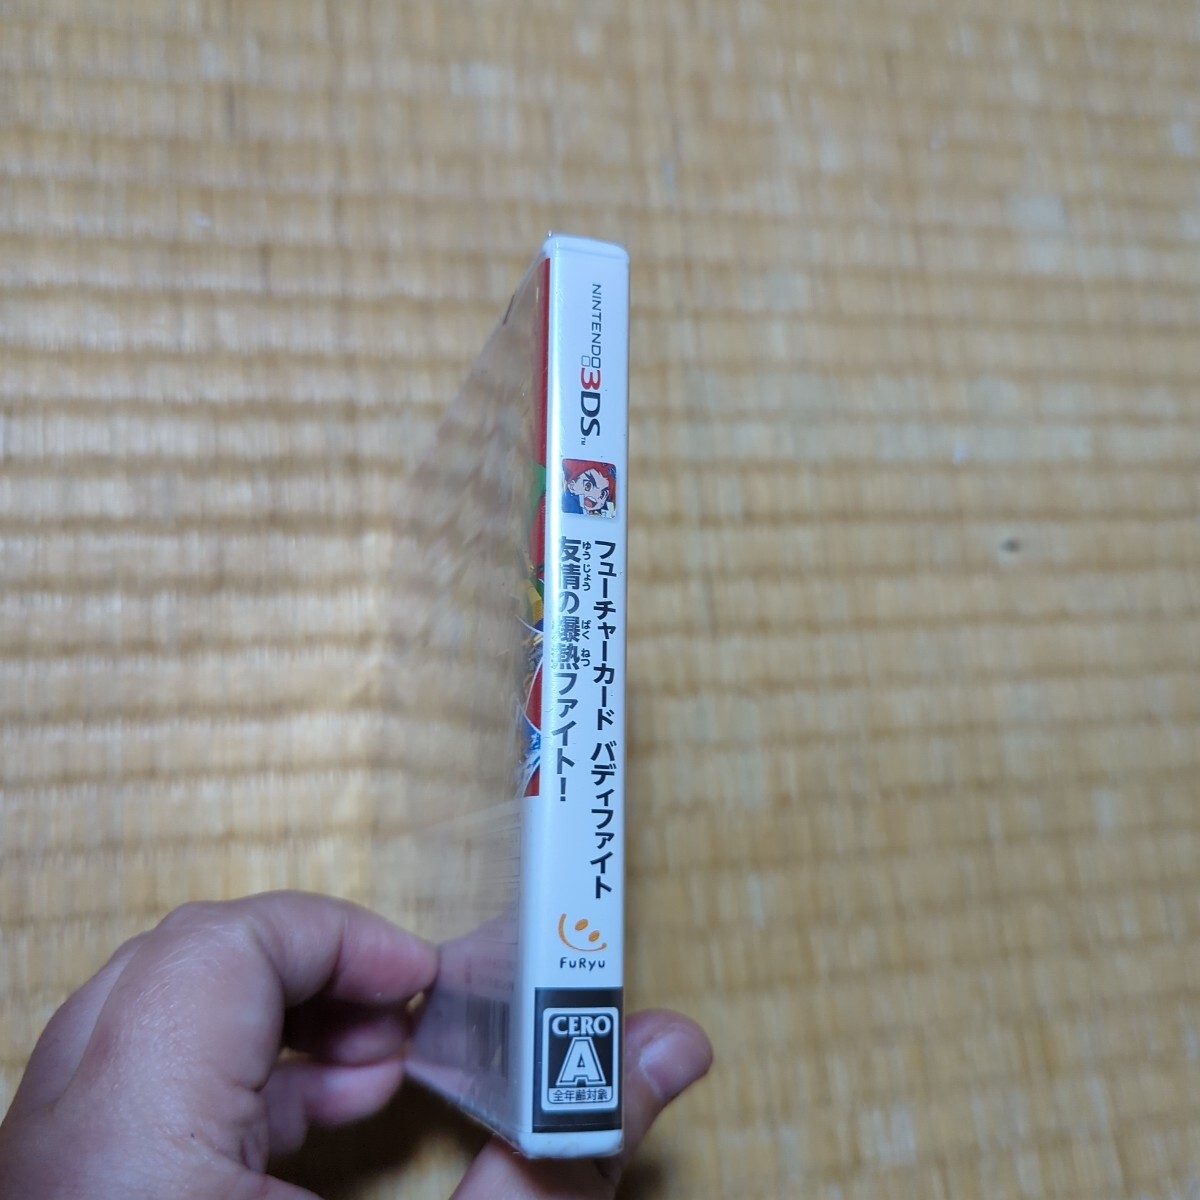 NINTENDO
3DS™
フューチャーカード バディファイト
友情の爆熱ファイト!
ゆうじょう ばくねつ
FuRyu
CERO
A
全年齢対象